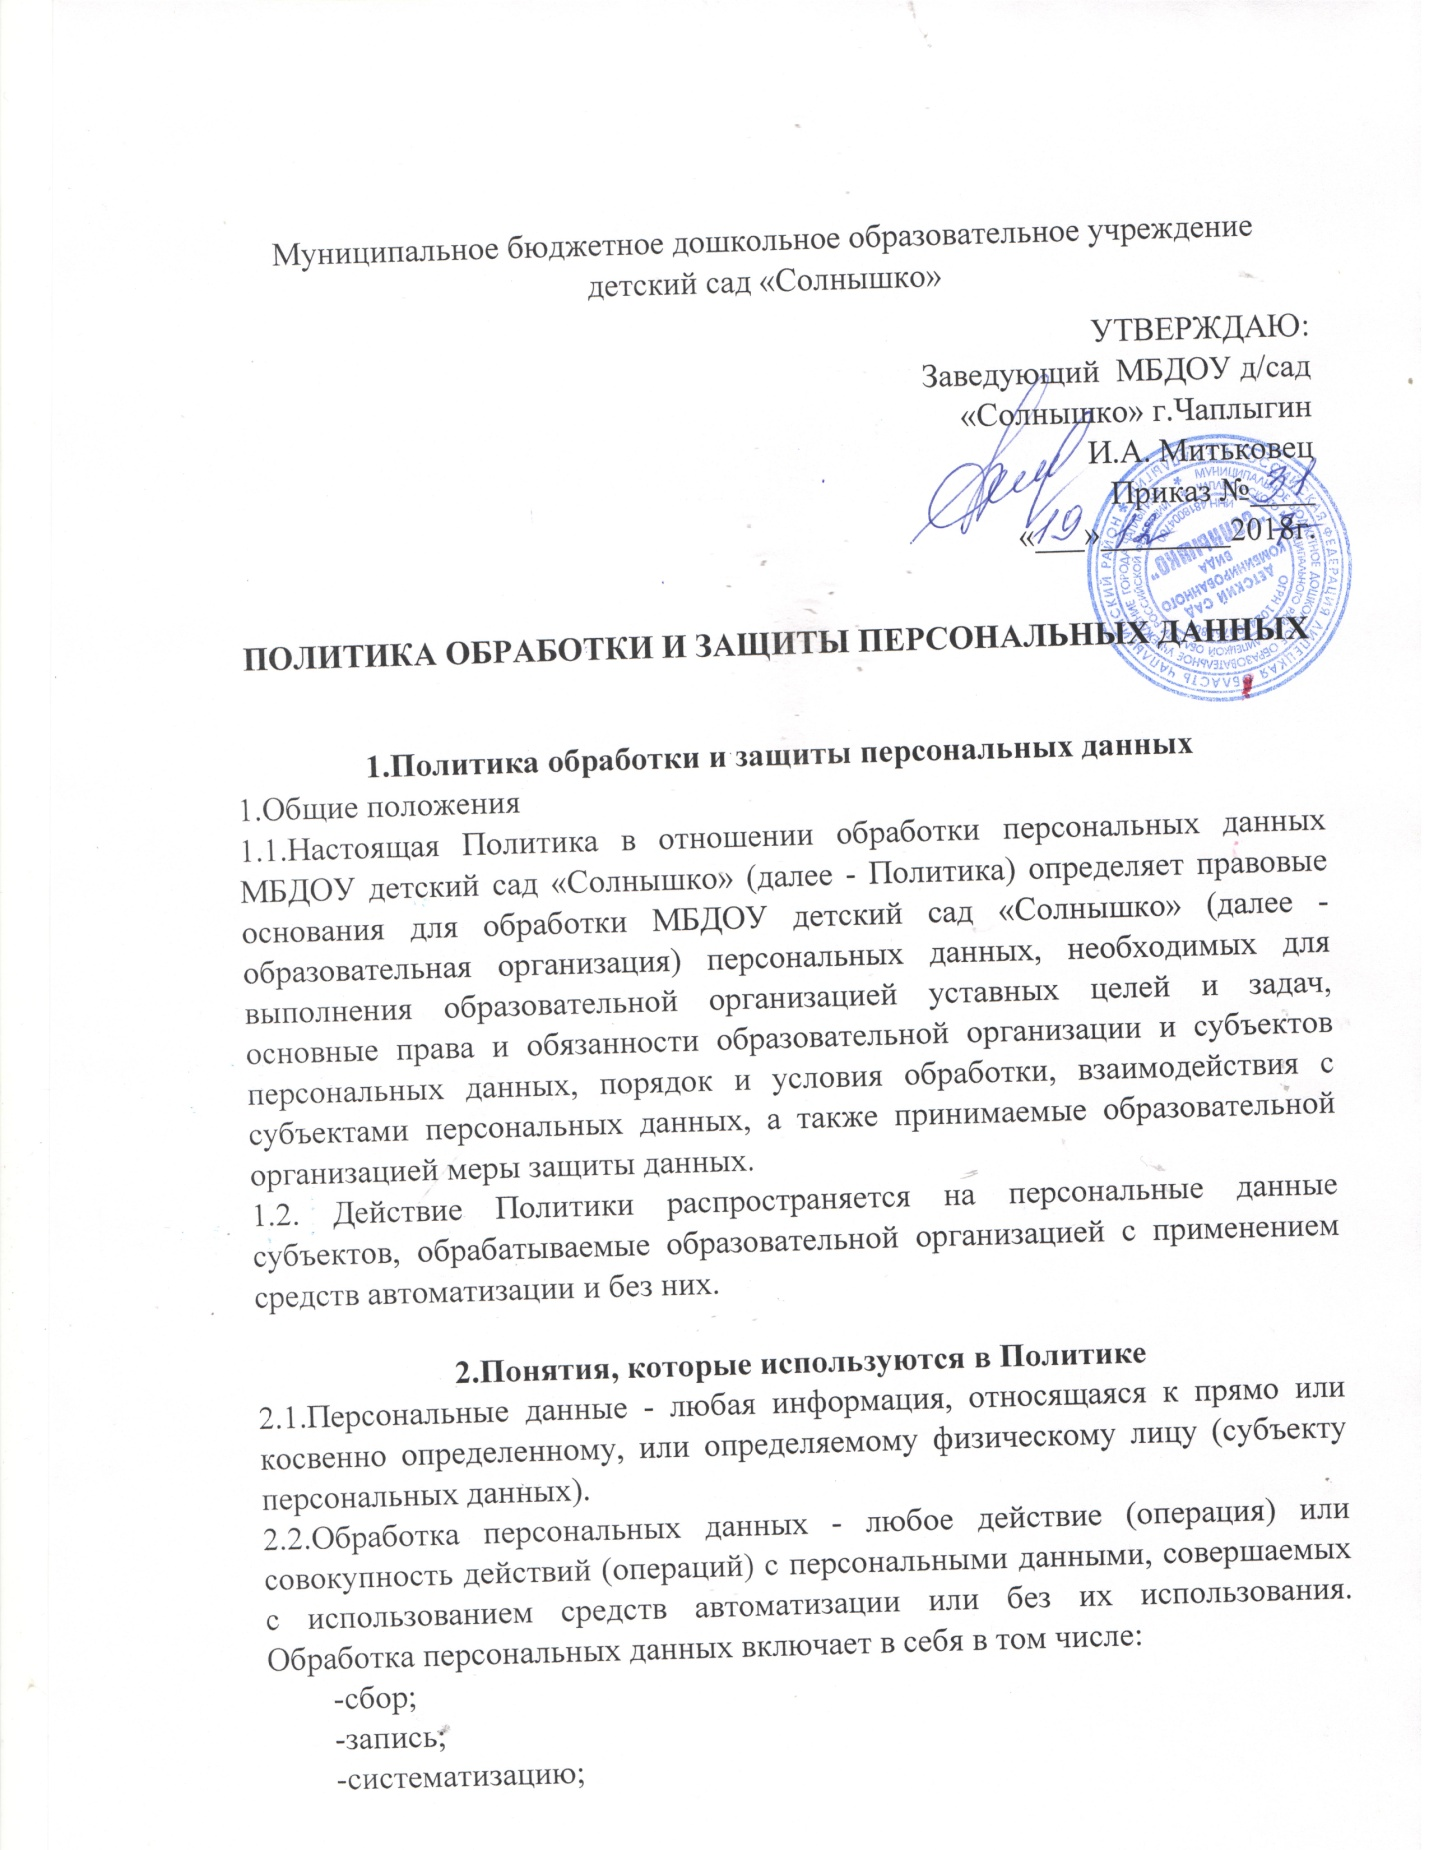 Муниципальное бюджетное дошкольное образовательное учреждение
детский сад «Солнышко»
УТВЕРЖДАЮ:
Заведующий МБДОУ д/сад
«Солнышко» г.Чаплыгин
И.А. Митьковец
Приказ № 31
«19» 12 2018г.
ПОЛИТИКА ОБРАБОТКИ И ЗАЩИТЫ ПЕРСОНАЛЬНЫХ ДАННЫХ
1.Политика обработки и защиты персональных данных
1.Общие положения
1.1.Настоящая Политика в отношении обработки персональных данных
МБДОУ детский сад «Солнышко» (далее - Политика) определяет правовые
основания для обработки МБДОУ детский сад «Солнышко» (далее -
образовательная организация) персональных данных, необходимых для
выполнения образовательной организацией уставных целей и задач,
основные права и обязанности образовательной организации и субъектов
персональных данных, порядок и условия обработки, взаимодействия с
субъектами персональных данных, а также принимаемые образовательной
организацией меры защиты данных.
1.2. Действие Политики распространяется на персональные данные
субъектов, обрабатываемые образовательной организацией с применением
средств автоматизации и без них.
2.Понятия, которые используются в Политике
2.1.Персональные данные - любая информация, относящаяся к прямо или
косвенно определенному, или определяемому физическому лицу (субъекту
персональных данных).
2.2.Обработка персональных данных - любое действие (операция) или
совокупность действий (операций) с персональными данными, совершаемых
с использованием средств автоматизации или без их использования.
Обработка персональных данных включает в себя в том числе:
-сбор;
-запись;
-систематизацию;
ДЕТСКИЙ САД
КОМБИНИРОВАННОГО
ВИДА
"СОЛНЫШКО"